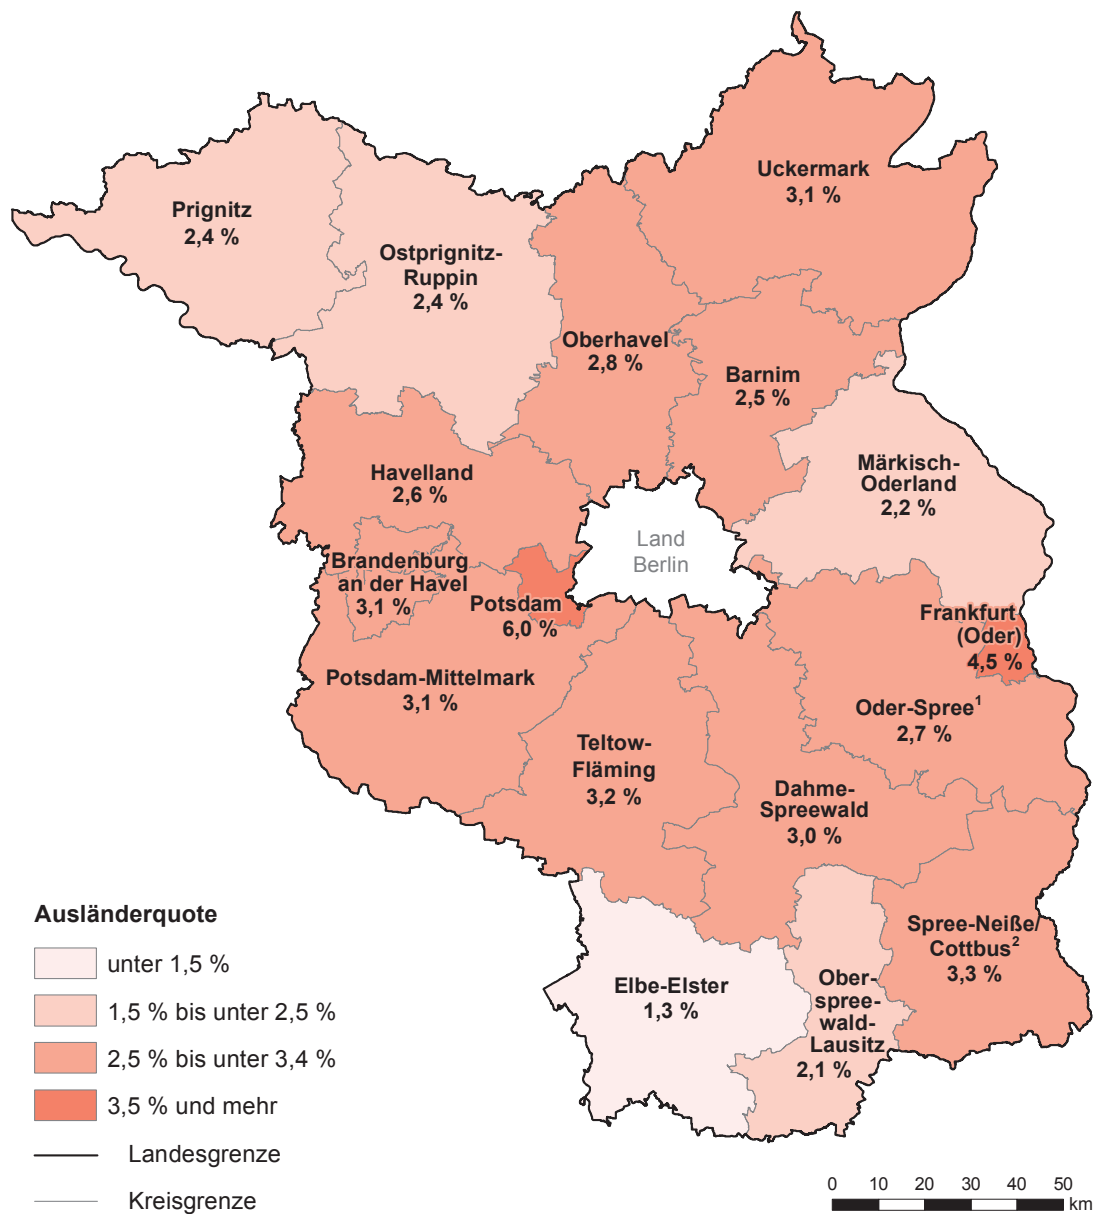 Uckermark
3,1 %
Prignitz
2,4 %
Ostprignitz-
Ruppin
2,4 %
Oberhavel
2,8 %
Barnim
2,5 %
Havelland
2,6 %
Märkisch-
Oderland
2,2 %
Land
Berlin
Brandenburg
an der Havel
3,1 %
Potsdam
6,0 %
Frankfurt
(Oder)
4,5 %
Potsdam-Mittelmark
3,1 %
Oder-Spree¹
2,7 %
Teltow-
Fläming
3,2 %
Dahme-
Spreewald
3,0 %
Spree-Neiße/
Cottbus²
3,3 %
Elbe-Elster
1,3 %
Ober-
spree-
wald-
Lausitz
2,1 %
Ausländerquote
unter 1,5 %
1,5 % bis unter 2,5 %
2,5 % bis unter 3,4 %
3,5 % und mehr
Landesgrenze
Kreisgrenze
0 10 20 30 40 50
km